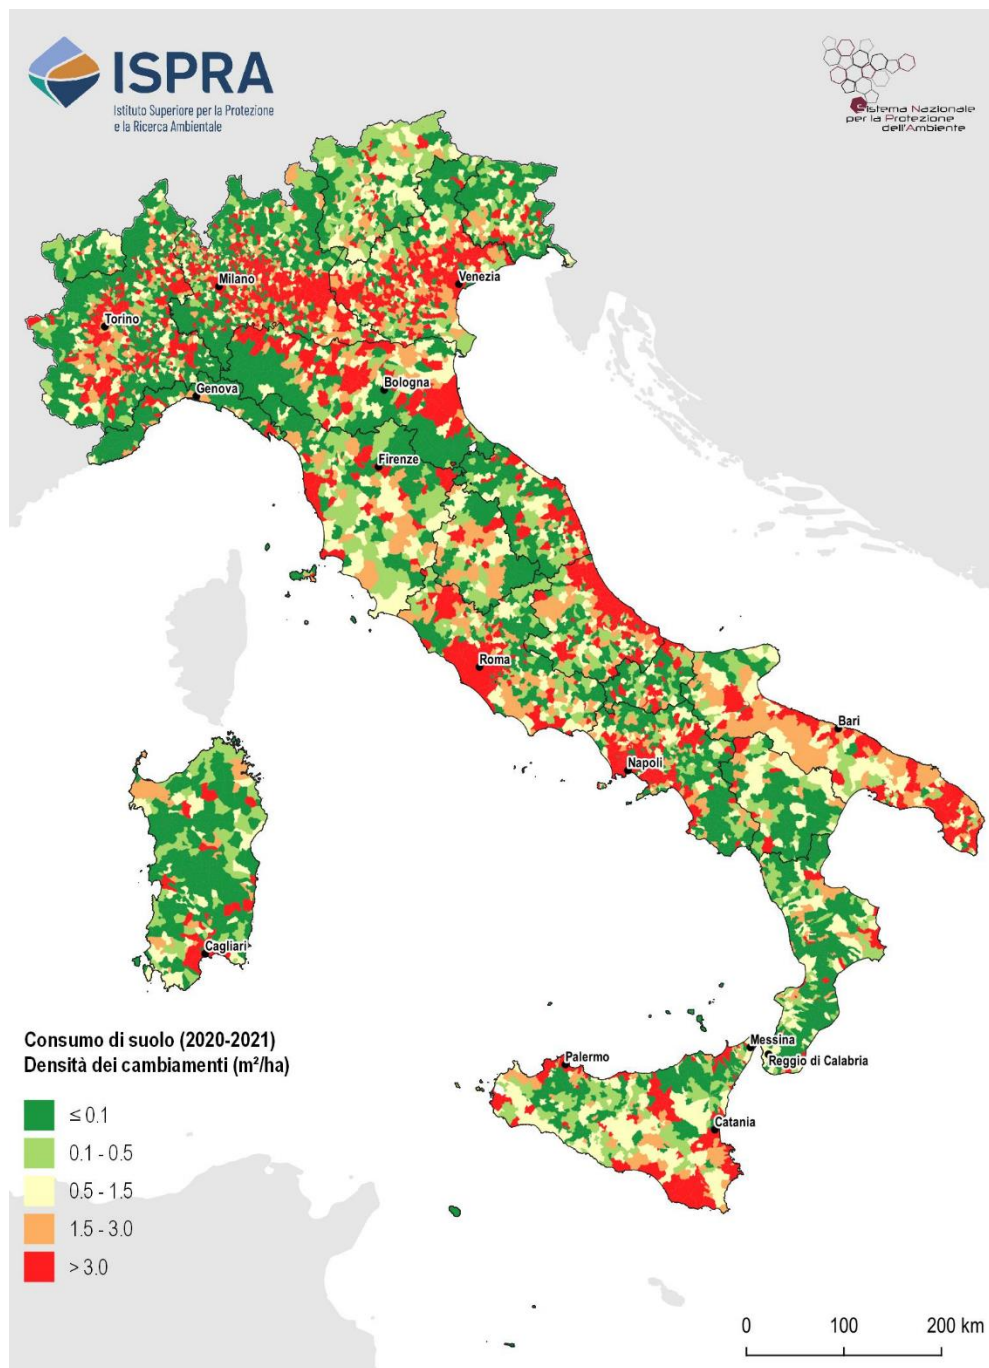 ISPRA
Istituto Superiore per la Protezione
e la Ricerca Ambientale
Sistema Nazionale
per la Protezione
dell'Ambiente
Milano
Venezia
Torino
Genova
Bologna
Firenze
Roma
Bari
Napoli
Cagliari
Messina
Palermo
Reggio di Calabria
Catania
Consumo di suolo (2020-2021)
Densità dei cambiamenti (m²/ha)
≤ 0.1
0.1 - 0.5
0.5 - 1.5
1.5 - 3.0
> 3.0
0 100 200 km